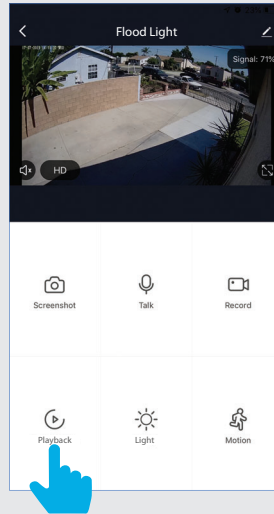 Flood Light
Signal: 71%
HD
Screenshot
Talk
Record
Playback
Light
Motion